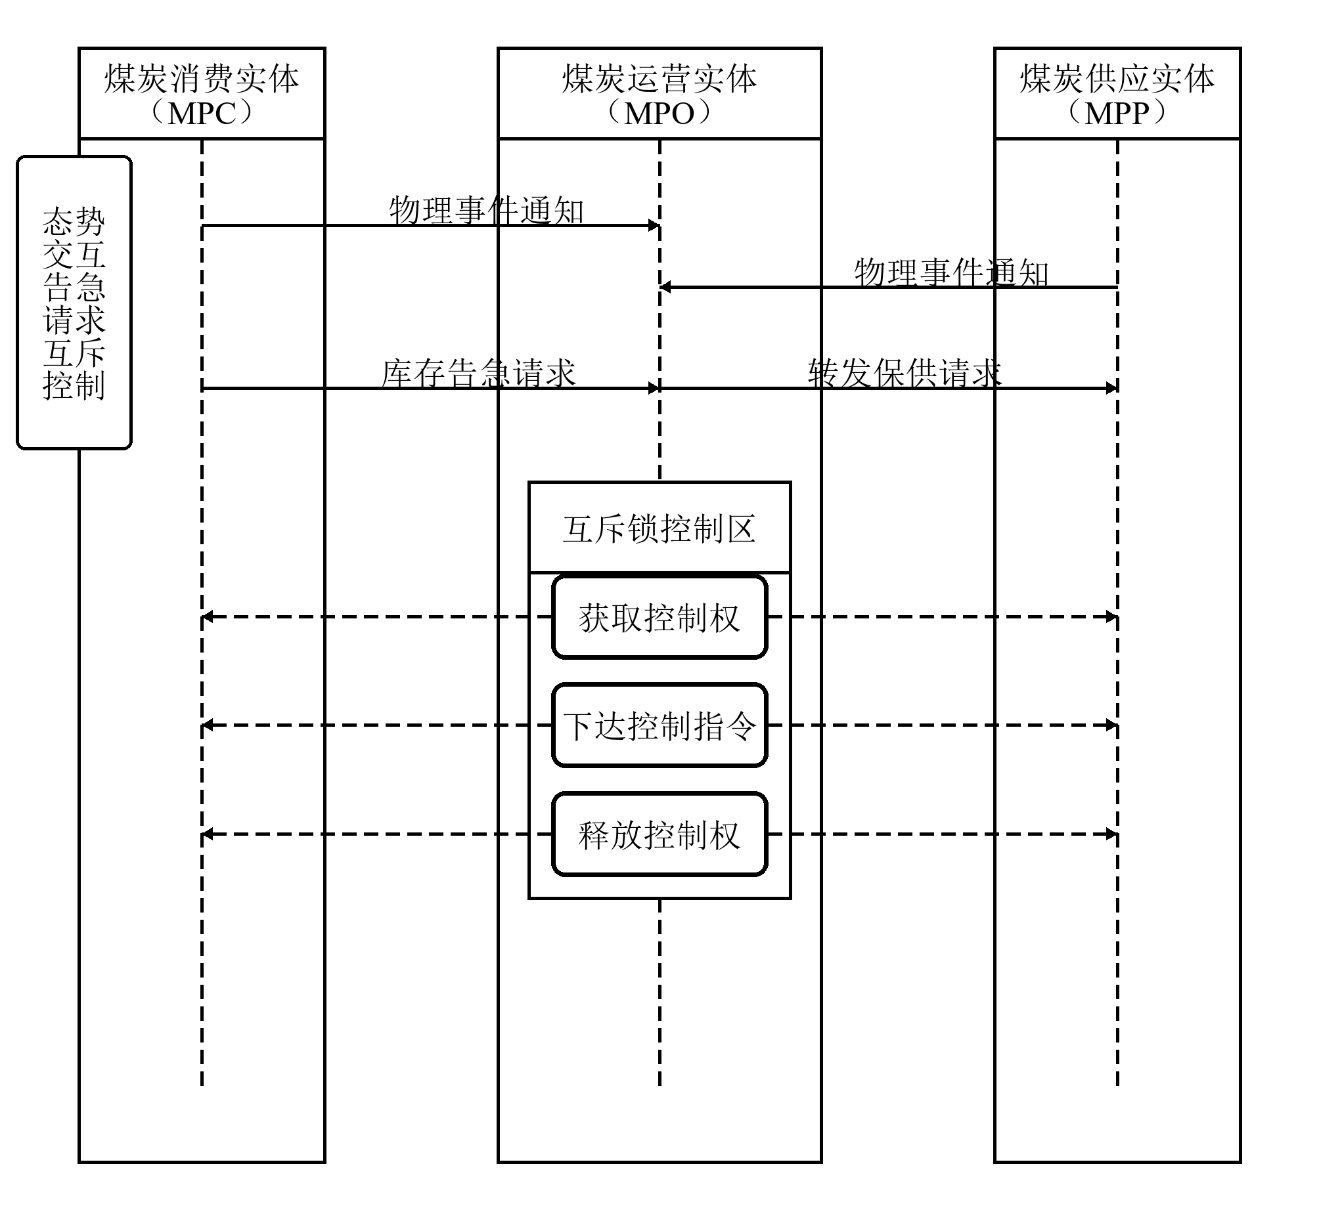 煤炭消费实体
（MPC）
煤炭运营实体
（MPO）
煤炭供应实体
（MPP）
态势
交互
告急
请求
互斥
控制
物理事件通知
物理事件通知
库存告急请求
转发保供请求
互斥锁控制区
获取控制权
下达控制指令
释放控制权